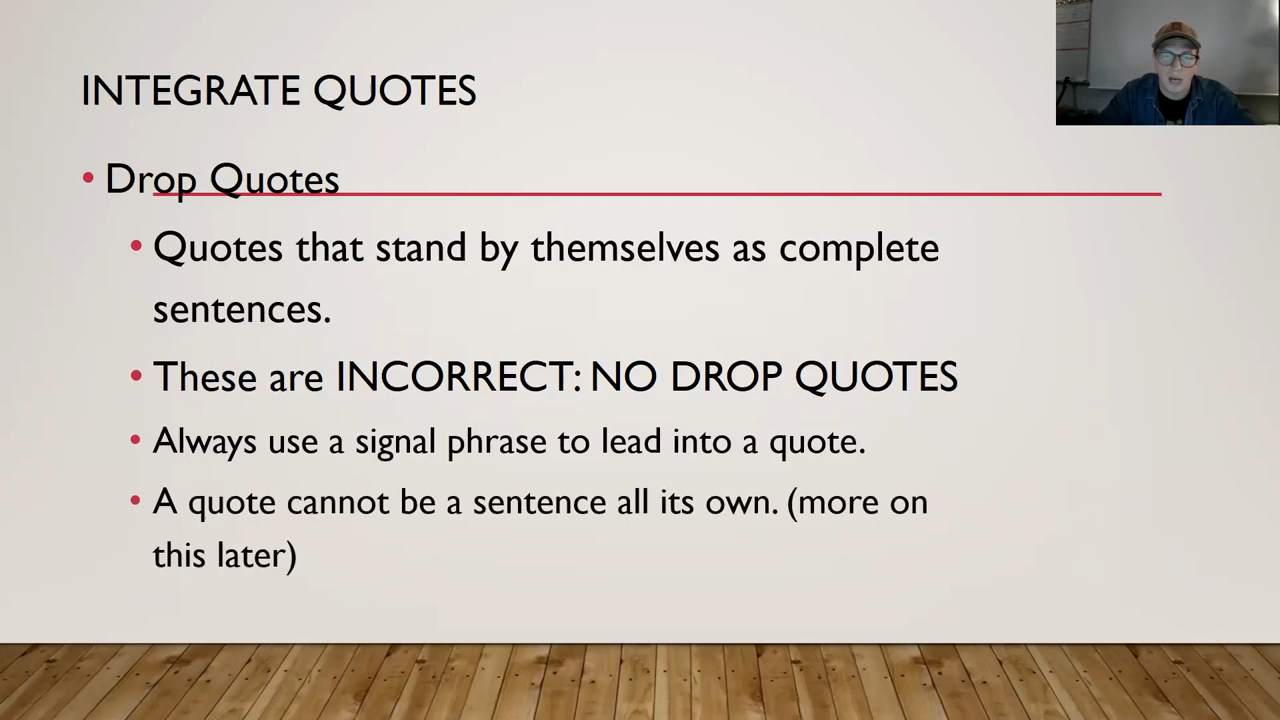 INTEGRATE QUOTES
• Drop Quotes
• Quotes that stand by themselves as complete
sentences.
• These are INCORRECT: NO DROP QUOTES
• Always use a signal phrase to lead into a quote.
• A quote cannot be a sentence all its own. (more on
this later)